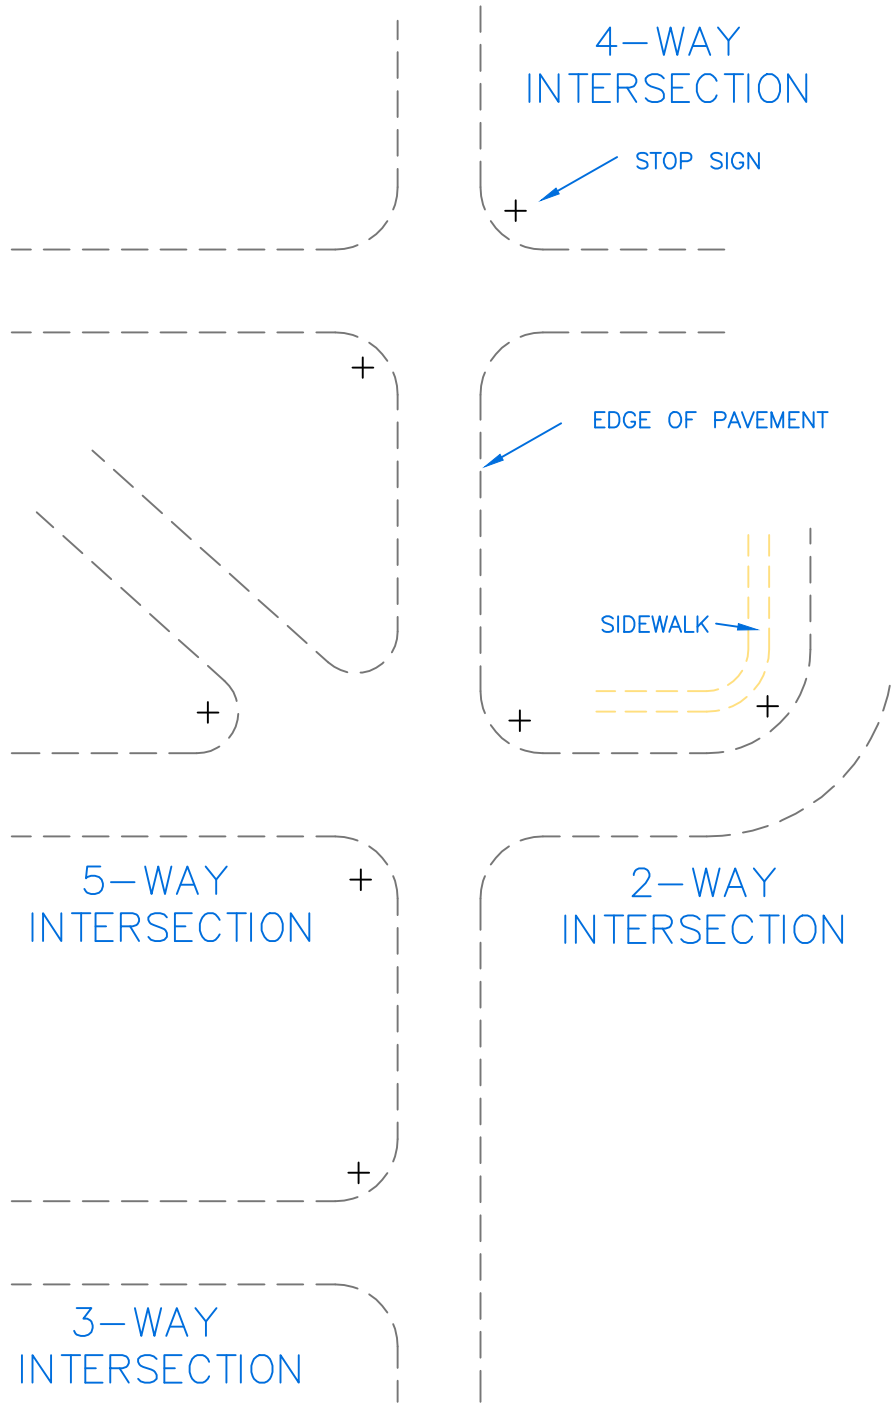 4-WAY
INTERSECTION
STOP SIGN
EDGE OF PAVEMENT
SIDEWALK
5-WAY
INTERSECTION
2-WAY
INTERSECTION
3-WAY
INTERSECTION